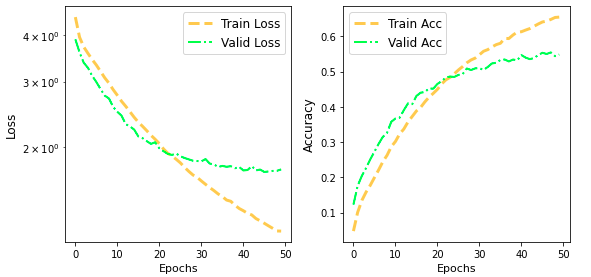 Train Loss
Valid Loss
4 × 10⁰
3 × 10⁰
2 × 10⁰
Loss
0 10 20 30 40 50
Epochs
Train Acc
Valid Acc
0.6
0.5
0.4
0.3
0.2
0.1
Accuracy
0 10 20 30 40 50
Epochs